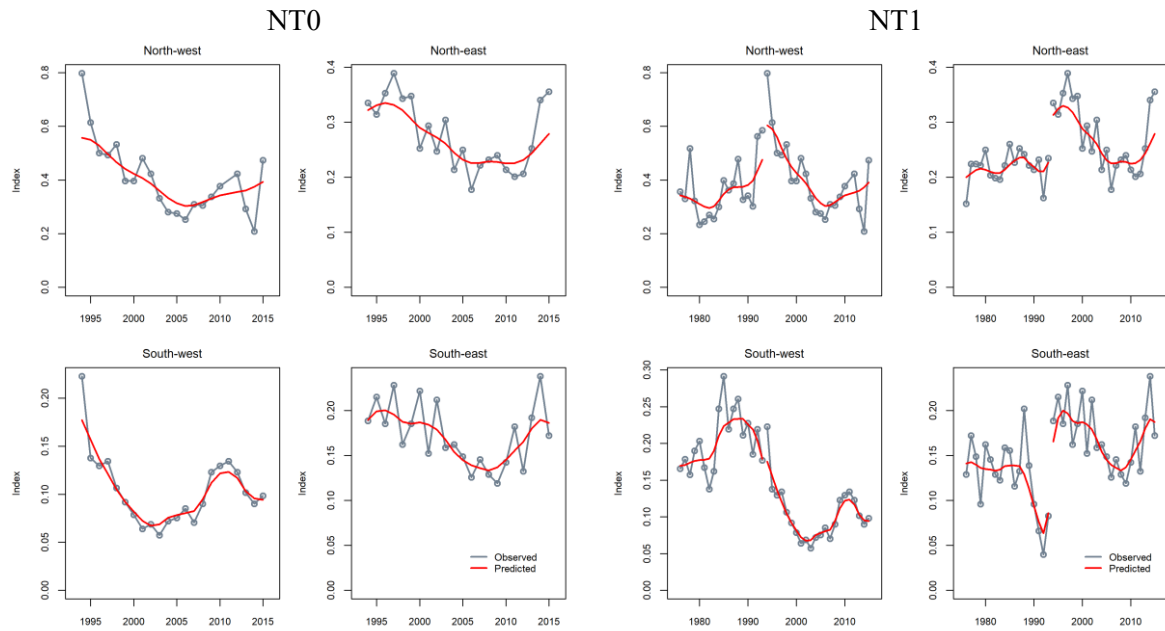 NT0 NT1
North-west North-east North-west North-east
Index Index Index Index
0.0 0.2 0.4 0.6 0.8
0.0 0.1 0.2 0.3 0.4
0.0 0.2 0.4 0.6 0.8
0.0 0.1 0.2 0.3 0.4
1995 2000 2005 2010 2015
1995 2000 2005 2010 2015
1980 1990 2000 2010
1980 1990 2000 2010
South-west South-east South-west South-east
Index Index Index Index
0.00 0.05 0.10 0.15 0.20
0.00 0.05 0.10 0.15 0.20
0.00 0.05 0.10 0.15 0.20 0.25 0.30
0.00 0.05 0.10 0.15 0.20
Observed
Predicted
Observed
Predicted
1995 2000 2005 2010 2015
1995 2000 2005 2010 2015
1980 1990 2000 2010
1980 1990 2000 2010